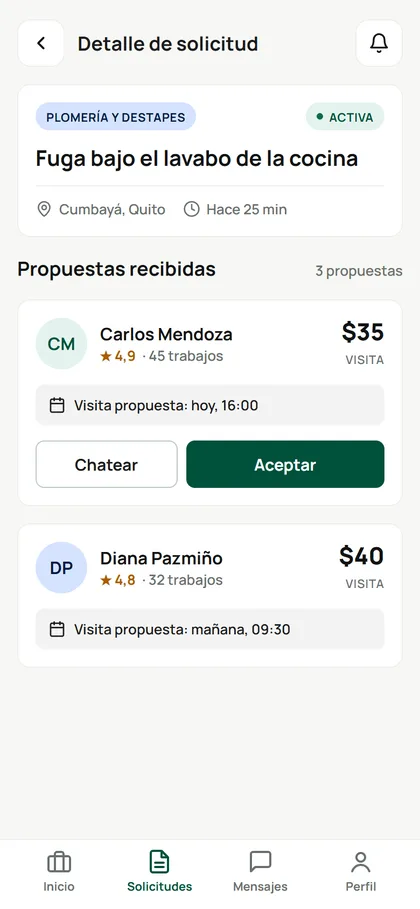 Detalle de solicitud
PLOMERÍA Y DESTAPES
ACTIVA
Fuga bajo el lavabo de la cocina
Cumbayá, Quito
Hace 25 min
Propuestas recibidas
3 propuestas
CM
Carlos Mendoza
$35
★ 4,9 · 45 trabajos
VISITA
Visita propuesta: hoy, 16:00
Chatear
Aceptar
DP
Diana Pazmiño
$40
★ 4,8 · 32 trabajos
VISITA
Visita propuesta: mañana, 09:30
Inicio
Solicitudes
Mensajes
Perfil